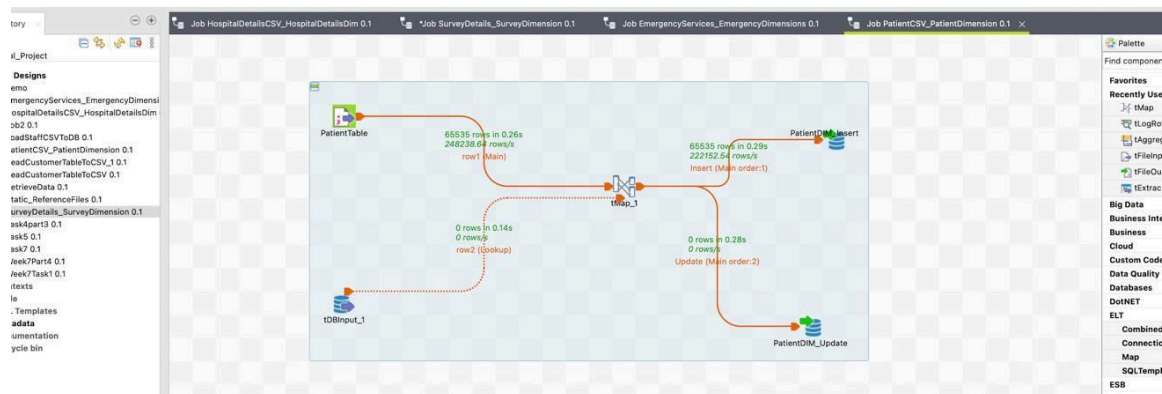 tory
Job HospitalDetailsCSV_HospitalDetailsDim 0.1
*Job SurveyDetails_SurveyDimension 0.1
Job EmergencyServices_EmergencyDimensions 0.1
Job PatientCSV_PatientDimension 0.1
al_Project
Designs
emo
mergencyServices_EmergencyDimensi
ospitalDetailsCSV_HospitalDetailsDim
ob2 0.1
oadStaffCSVToDB 0.1
atientCSV_PatientDimension 0.1
eadCustomerTableToCSV_1 0.1
eadCustomerTableToCSV 0.1
etrieveData 0.1
tatic_ReferenceFiles 0.1
urveyDetails_SurveyDimension 0.1
ask4part3 0.1
ask5 0.1
ask7 0.1
Week7Part4 0.1
Week7Task1 0.1
ntexts
de
L Templates
adata
umentation
ycle bin
PatientTable
65535 rows in 0.26s
248238.64 rows/s
row1 (Main)
65535 rows in 0.29s
222152.54 rows/s
Insert (Main order:1)
PatientDIM_Insert
tMap_1
0 rows in 0.14s
0 rows/s
row2 (Lookup)
0 rows in 0.28s
0 rows/s
Update (Main order:2)
tDBInput_1
PatientDIM_Update
Palette
Find componen
Favorites
Recently Use
tMap
tLogRo
tAggreg
tFileInp
tFileOu
tExtrac
Big Data
Business Inte
Business
Cloud
Custom Code
Data Quality
Databases
DotNET
ELT
Combined
Connectio
Map
SQLTempl
ESB